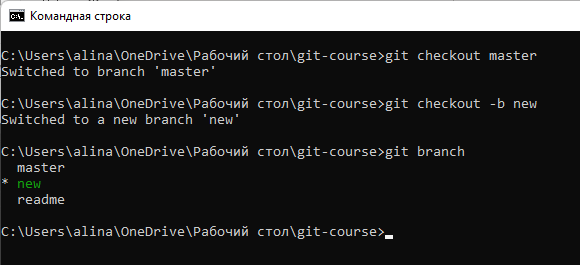 Командная строка
C:\Users\alina\OneDrive\Рабочий стол\git-course>git checkout master
Switched to branch 'master'
C:\Users\alina\OneDrive\Рабочий стол\git-course>git checkout -b new
Switched to a new branch 'new'
C:\Users\alina\OneDrive\Рабочий стол\git-course>git branch
  master
* new
  readme
C:\Users\alina\OneDrive\Рабочий стол\git-course>